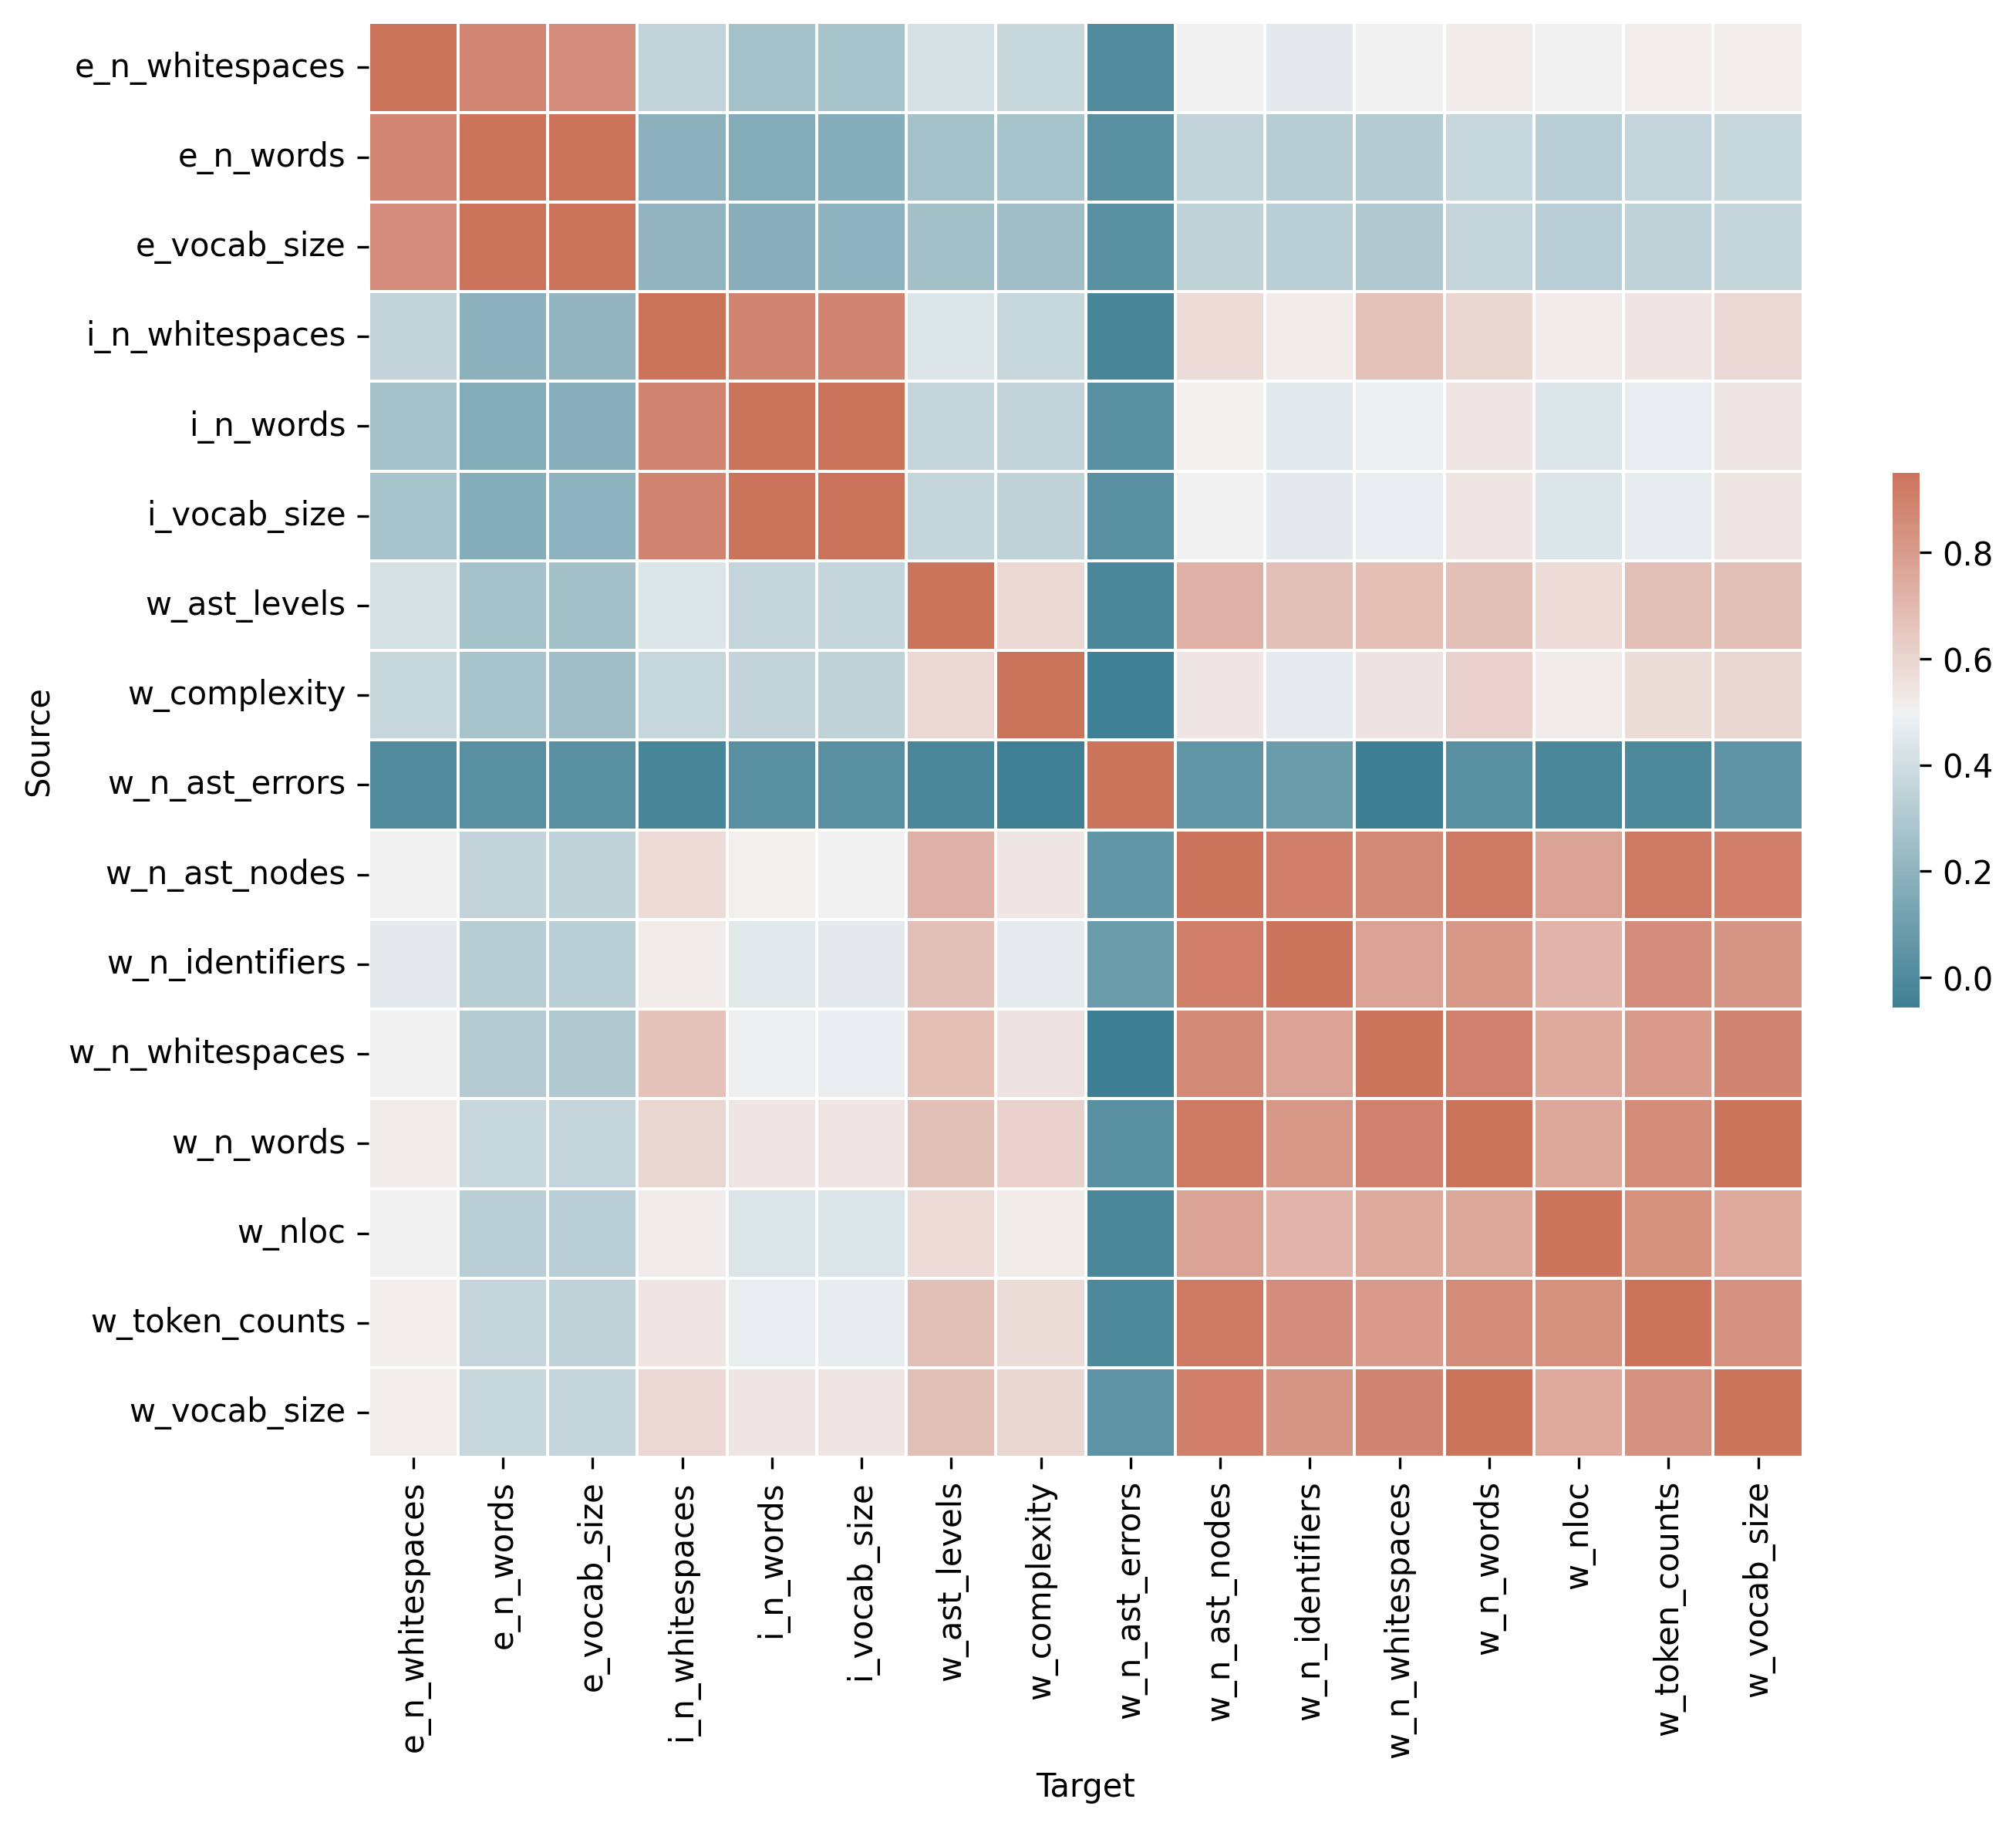 e_n_whitespaces
e_n_words
e_vocab_size
i_n_whitespaces
i_n_words
i_vocab_size
w_ast_levels
w_complexity
w_n_ast_errors
w_n_ast_nodes
w_n_identifiers
w_n_whitespaces
w_n_words
w_nloc
w_token_counts
w_vocab_size
Source
e_n_whitespaces
e_n_words
e_vocab_size
i_n_whitespaces
i_n_words
i_vocab_size
w_ast_levels
w_complexity
w_n_ast_errors
w_n_ast_nodes
w_n_identifiers
w_n_whitespaces
w_n_words
w_nloc
w_token_counts
w_vocab_size
Target
0.8
0.6
0.4
0.2
0.0